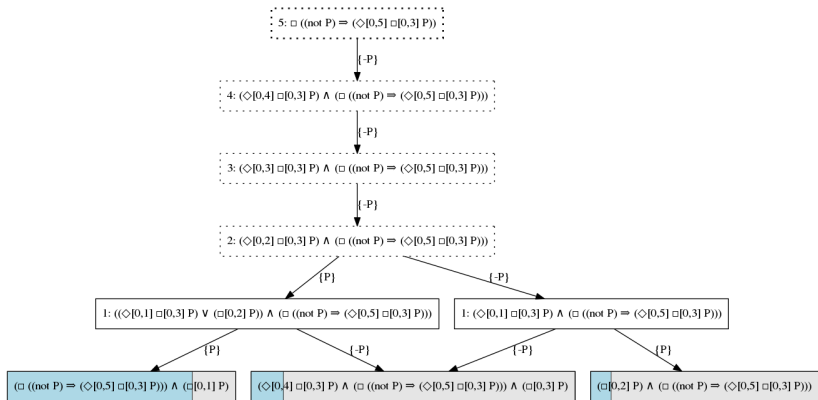 5: □ ((not P) ⇒ (◇[0,5] □[0,3] P))
{-P}
4: (◇[0,4] □[0,3] P) ∧ (□ ((not P) ⇒ (◇[0,5] □[0,3] P)))
{-P}
3: (◇[0,3] □[0,3] P) ∧ (□ ((not P) ⇒ (◇[0,5] □[0,3] P)))
{-P}
2: (◇[0,2] □[0,3] P) ∧ (□ ((not P) ⇒ (◇[0,5] □[0,3] P)))
{P} {-P}
1: ((◇[0,1] □[0,3] P) ∨ (□[0,2] P)) ∧ (□ ((not P) ⇒ (◇[0,5] □[0,3] P))) 1: (◇[0,1] □[0,3] P) ∧ (□ ((not P) ⇒ (◇[0,5] □[0,3] P)))
{P} {-P} {-P} {P}
(□ ((not P) ⇒ (◇[0,5] □[0,3] P))) ∧ (□[0,1] P) (◇[0,4] □[0,3] P) ∧ (□ ((not P) ⇒ (◇[0,5] □[0,3] P))) ∧ (□[0,3] P) (□[0,2] P) ∧ (□ ((not P) ⇒ (◇[0,5] □[0,3] P)))